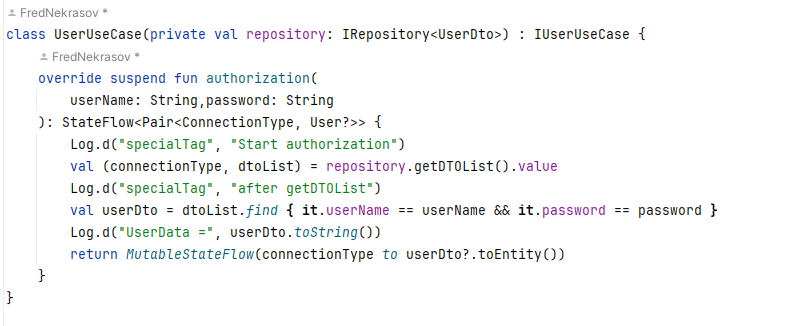 FredNekrasov *
class UserUseCase(private val repository: IRepository<UserDto>) : IUserUseCase {
FredNekrasov *
override suspend fun authorization(
userName: String,password: String
): StateFlow<Pair<ConnectionType, User?>> {
Log.d("specialTag", "Start authorization")
val (connectionType, dtoList) = repository.getDTOList().value
Log.d("specialTag", "after getDTOList")
val userDto = dtoList.find { it.userName == userName && it.password == password }
Log.d("UserData =", userDto.toString())
return MutableStateFlow(connectionType to userDto?.toEntity())
}
}